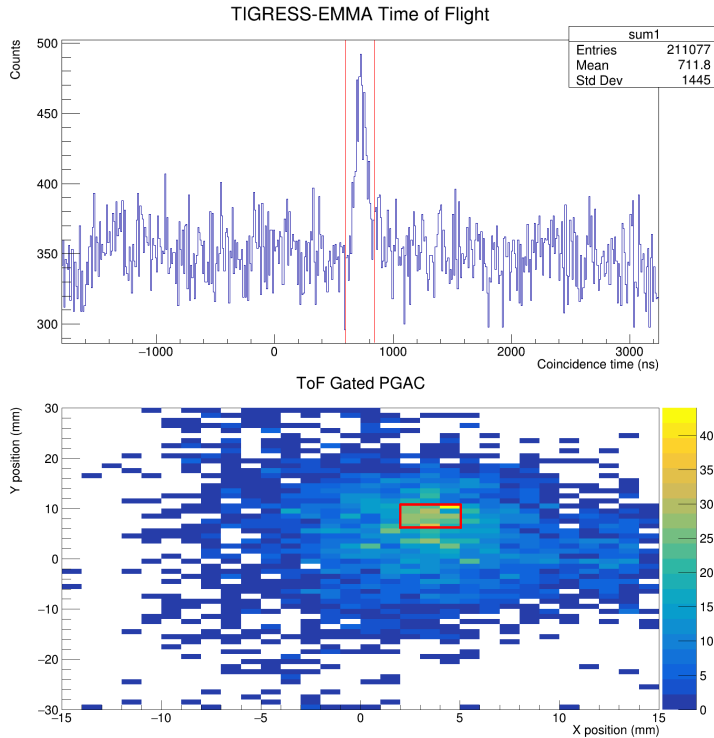 TIGRESS-EMMA Time of Flight
sum1
Entries 211077
Mean 711.8
Std Dev 1445
Counts
500
450
400
350
300
−1000 0 1000 2000 3000
Coincidence time (ns)
ToF Gated PGAC
Y position (mm)
30
20
10
0
−10
−20
−30
−15 −10 −5 0 5 10 15
X position (mm)
40
35
30
25
20
15
10
5
0